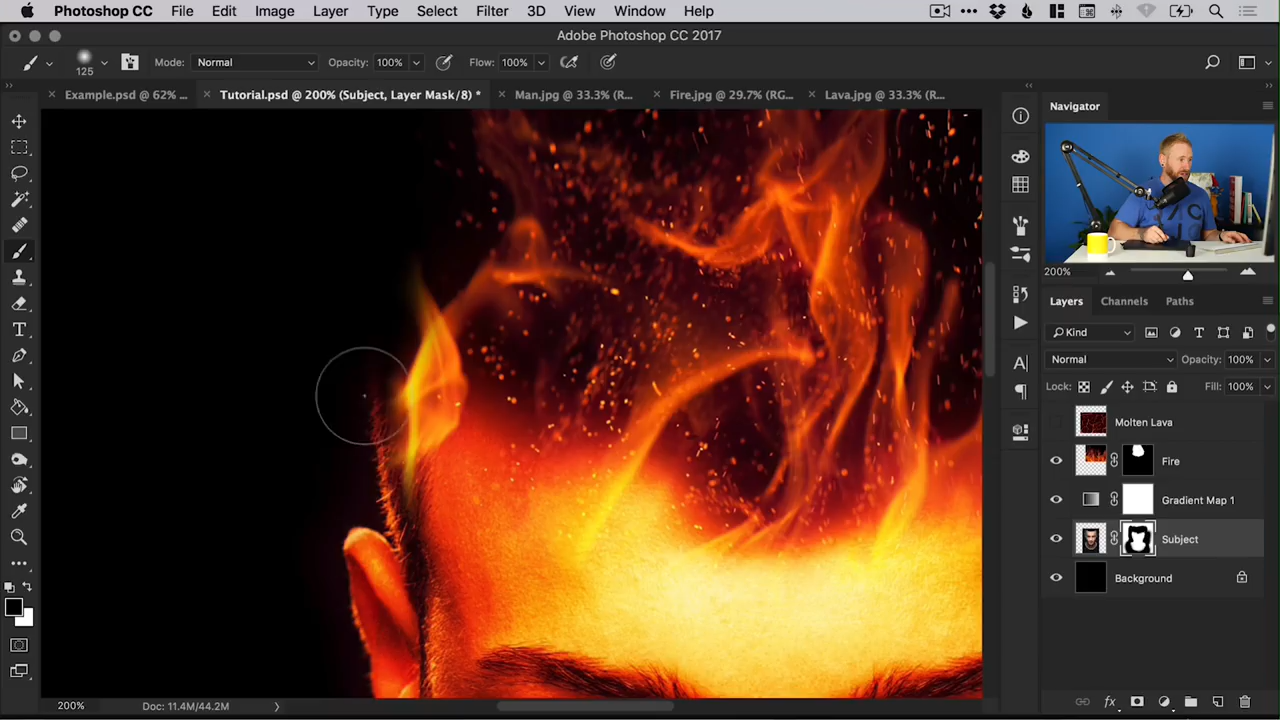 Photoshop CC File Edit Image Layer Type Select Filter 3D View Window Help
Adobe Photoshop CC 2017
125 Mode: Normal Opacity: 100% Flow: 100%
Example.psd @ 62% ... Tutorial.psd @ 200% (Subject, Layer Mask/8) * Man.jpg @ 33.3% (R... Fire.jpg @ 29.7% (RG... Lava.jpg @ 33.3% (R...
Navigator
200%
Layers Channels Paths
Kind
Normal Opacity: 100%
Lock: Fill: 100%
Molten Lava
Fire
Gradient Map 1
Subject
Background
200% Doc: 11.4M/44.2M